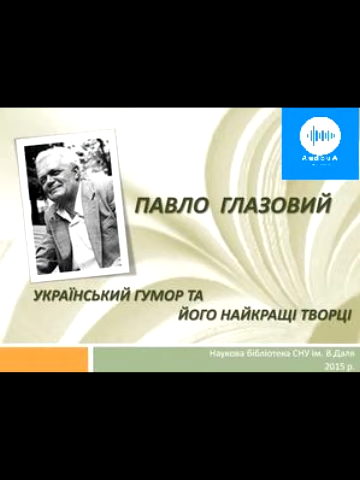 ПАВЛО ГЛАЗОВИЙ
УКРАЇНСЬКИЙ ГУМОР ТА
ЙОГО НАЙКРАЩІ ТВОРЦІ
Наукова бібліотека СНУ ім. В.Даля
2015 р.